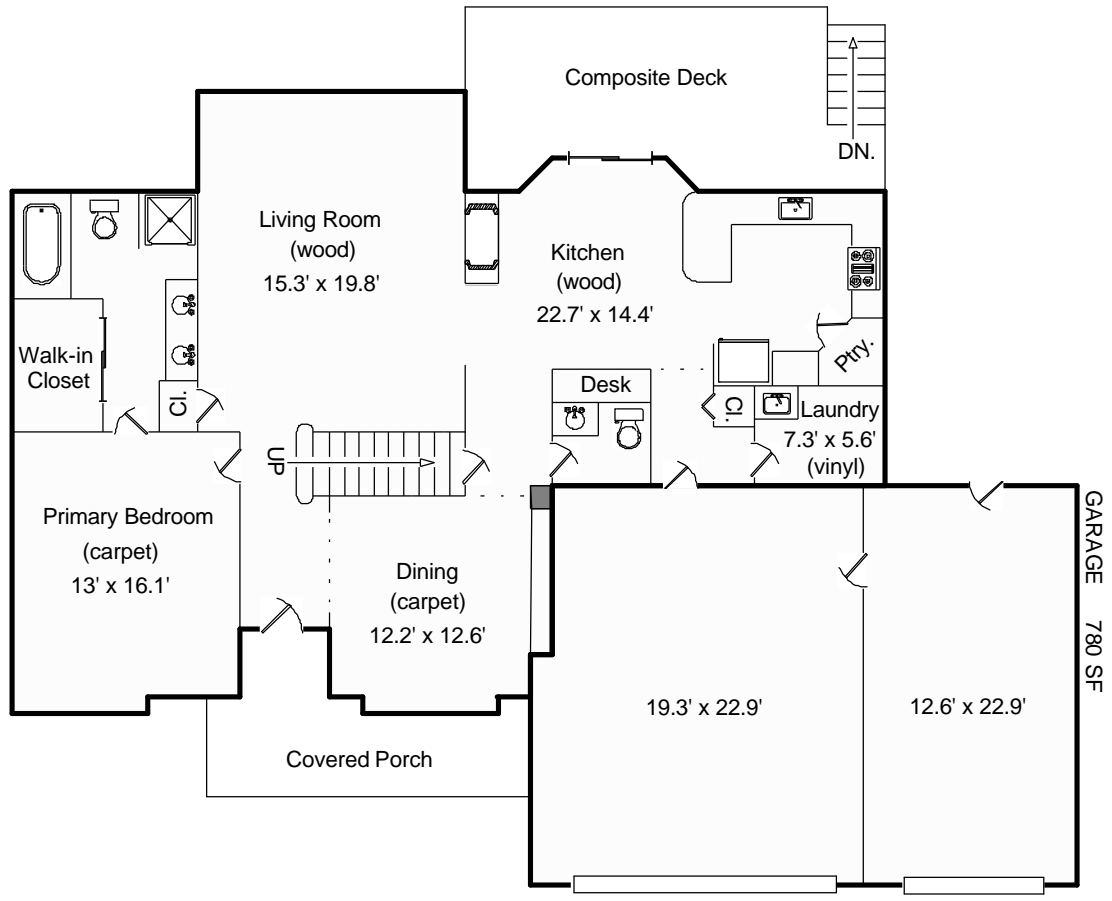 Composite Deck
DN.
Living Room
(wood)
15.3' x 19.8'
Kitchen
(wood)
22.7' x 14.4'
Walk-in
Closet
Cl.
Ptry.
Desk
Cl.
Laundry
7.3' x 5.6'
(vinyl)
UP
Primary Bedroom
(carpet)
13' x 16.1'
Dining
(carpet)
12.2' x 12.6'
GARAGE 780 SF
19.3' x 22.9'
12.6' x 22.9'
Covered Porch